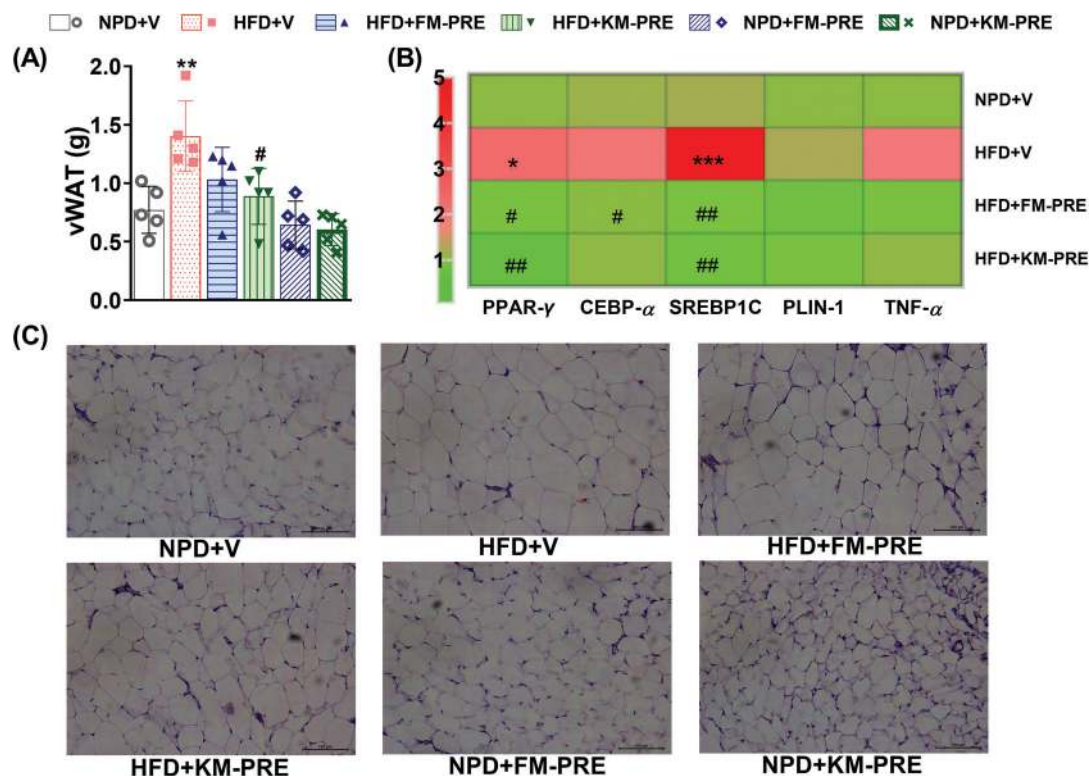 NPD+V HFD+V HFD+FM-PRE HFD+KM-PRE NPD+FM-PRE NPD+KM-PRE
(A)
vWAT (g)
2.0
1.5
1.0
0.5
0.0
**
#
(B)
5
4
3
2
1
NPD+V
* *** HFD+V
# # ## HFD+FM-PRE
## ## HFD+KM-PRE
PPAR-γ CEBP-α SREBP1C PLIN-1 TNF-α
(C)
NPD+V HFD+V HFD+FM-PRE
HFD+KM-PRE NPD+FM-PRE NPD+KM-PRE